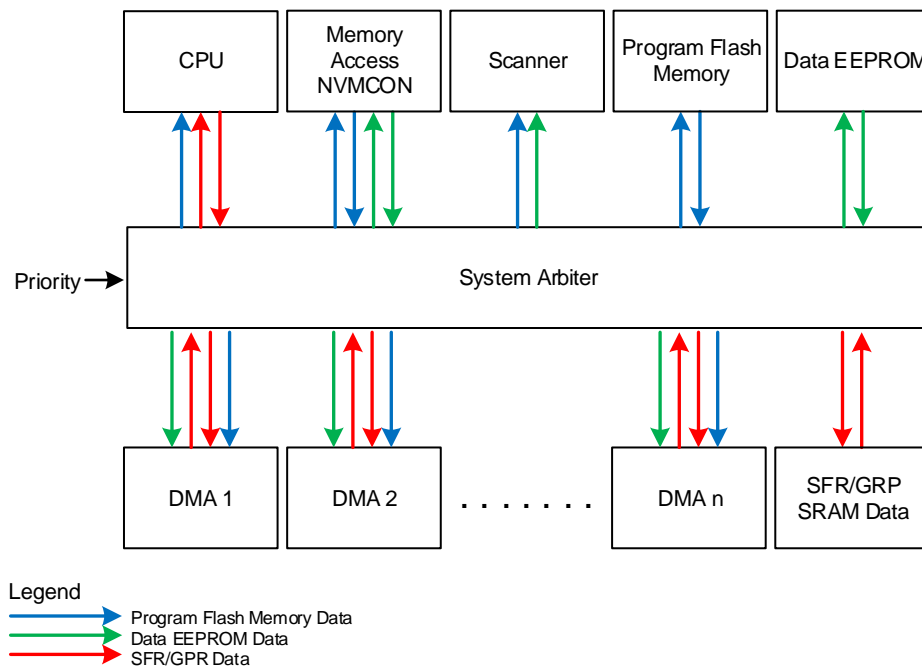 CPU
Memory
Access
NVMCON
Scanner
Program Flash
Memory
Data EEPROM
Priority
System Arbiter
DMA 1
DMA 2
. . . . . . .
DMA n
SFR/GRP
SRAM Data
Legend
Program Flash Memory Data
Data EEPROM Data
SFR/GPR Data